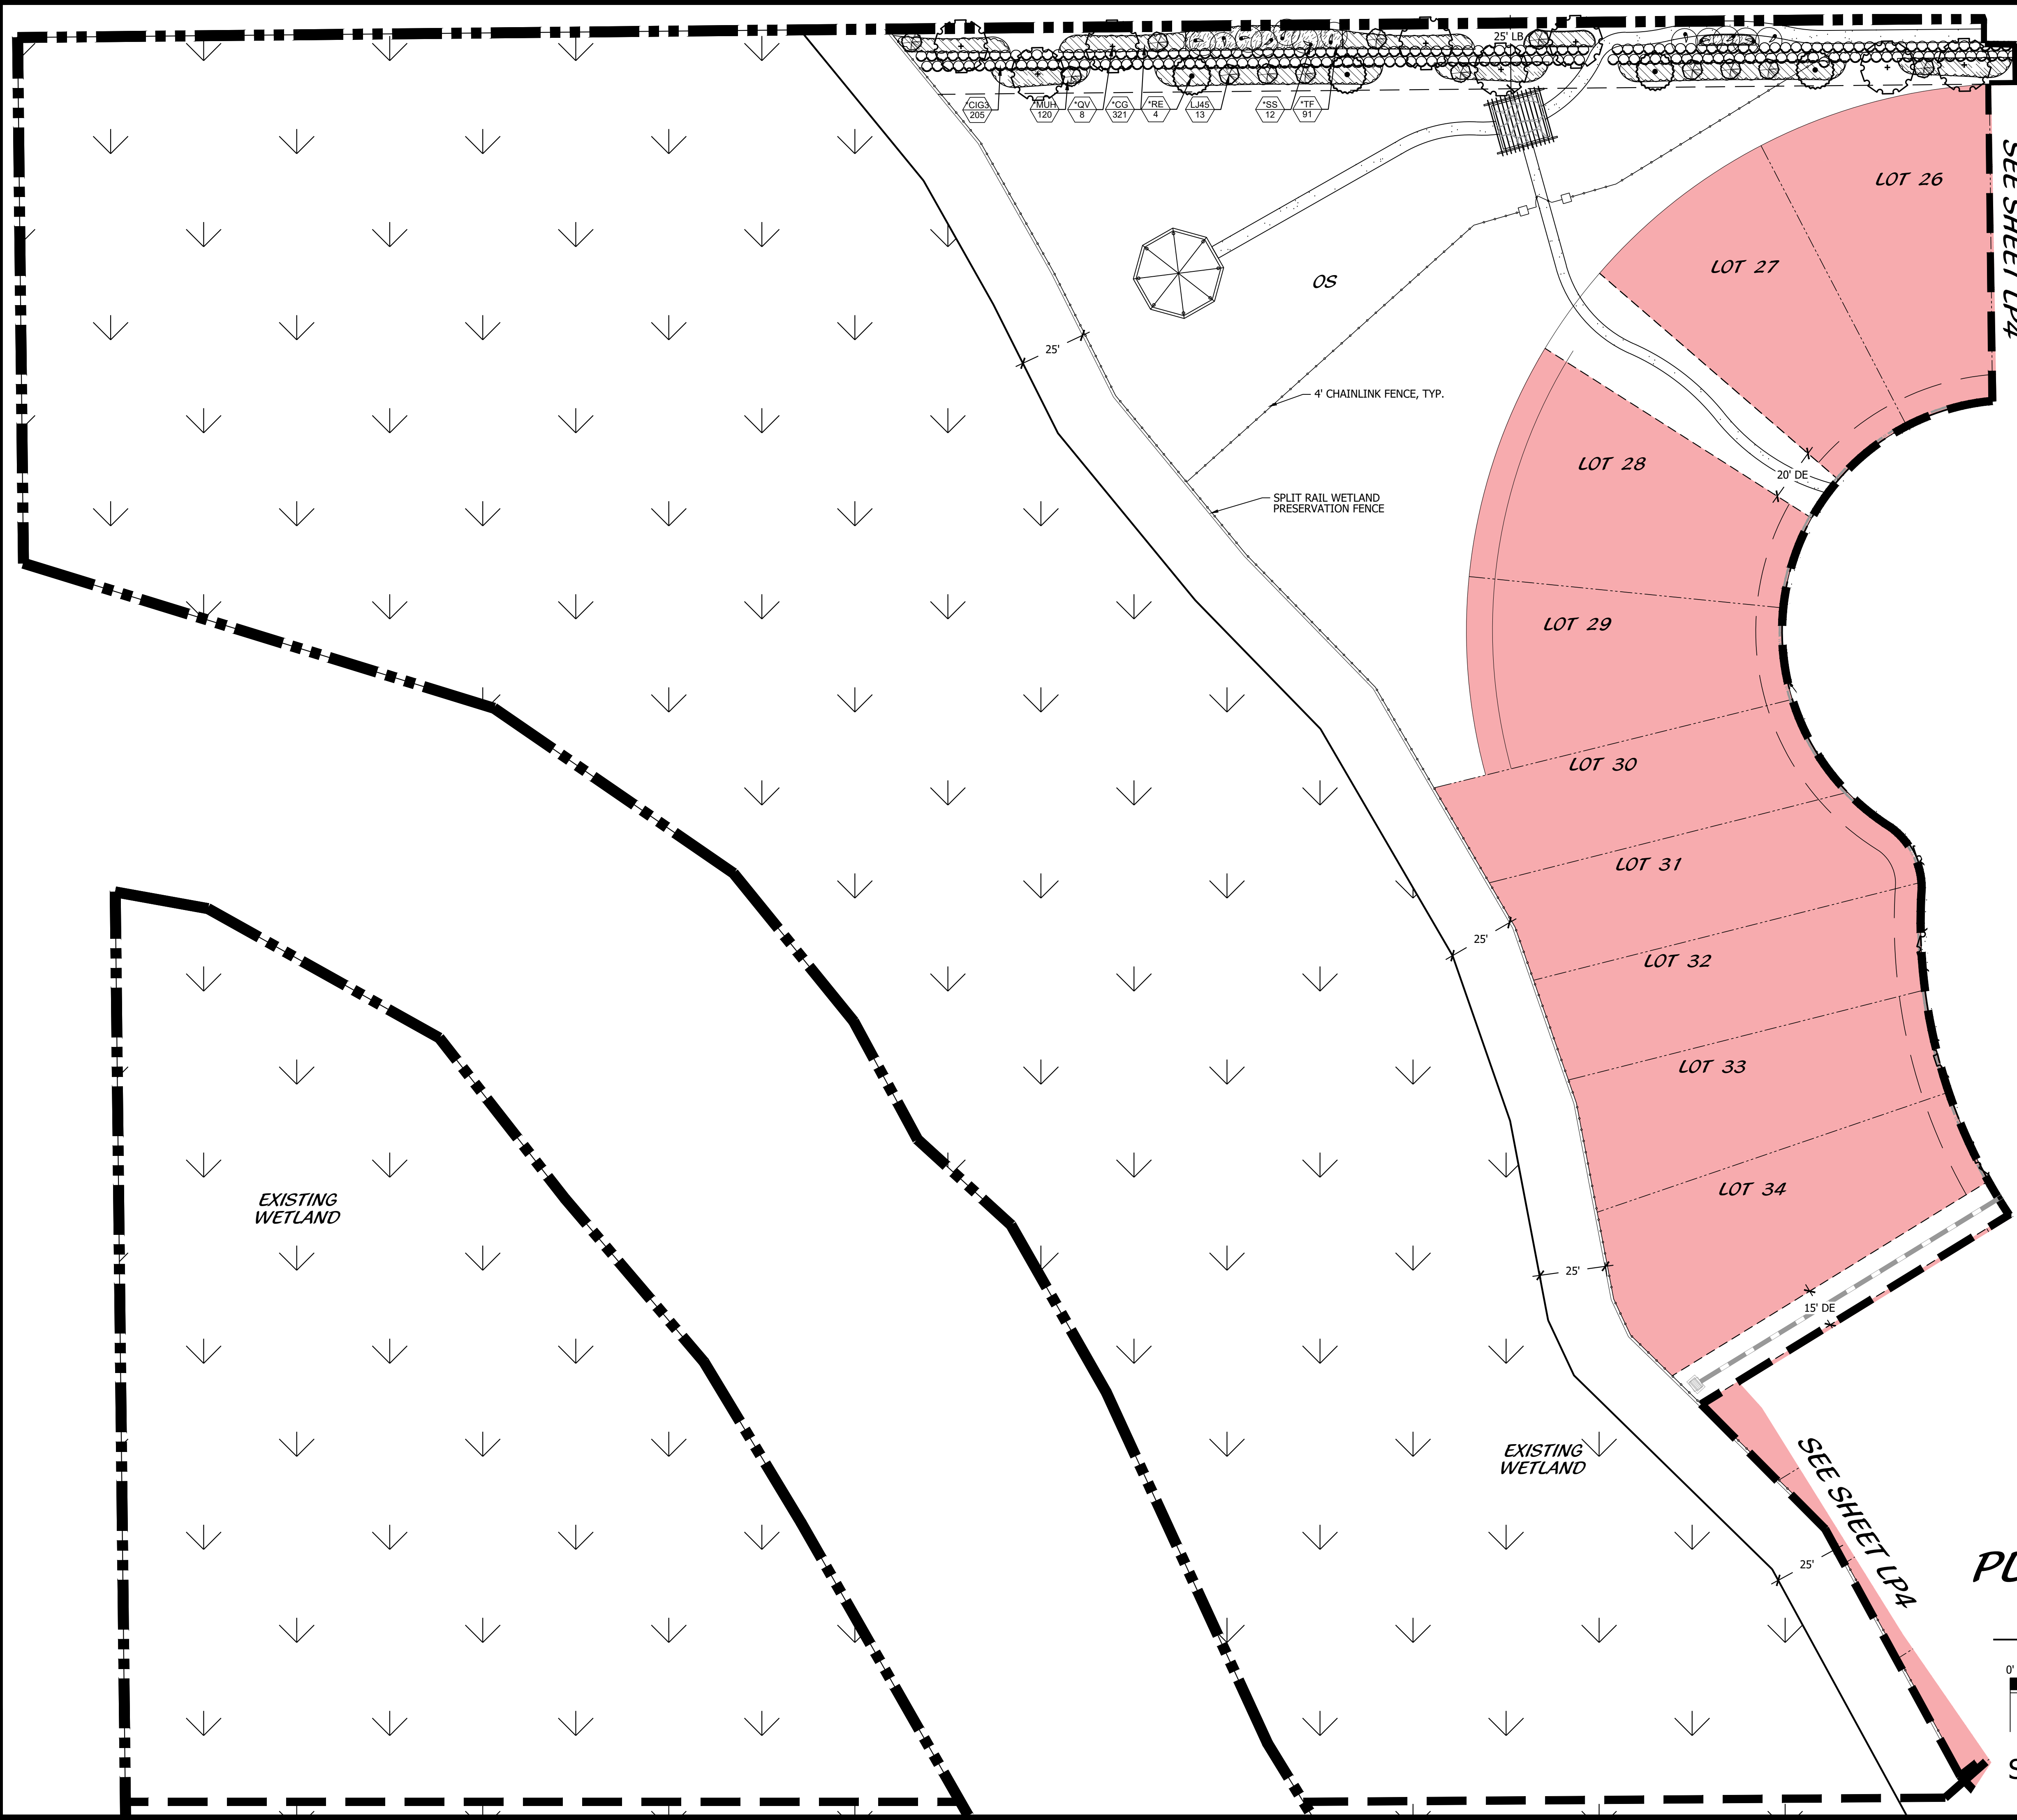 25' LB
*CIG3
205
*MUH
120
*QV
8
*CG
321
*RE
4
LJ45
13
*SS
12
*TF
91
LOT 26
SEE SHEET LP4
LOT 27
OS
25'
4' CHAINLINK FENCE, TYP.
LOT 28
20' DE
SPLIT RAIL WETLAND
PRESERVATION FENCE
LOT 29
LOT 30
LOT 31
25'
LOT 32
LOT 33
LOT 34
EXISTING
WETLAND
25'
15' DE
EXISTING
WETLAND
SEE SHEET LP4
25'
PU
0'
S